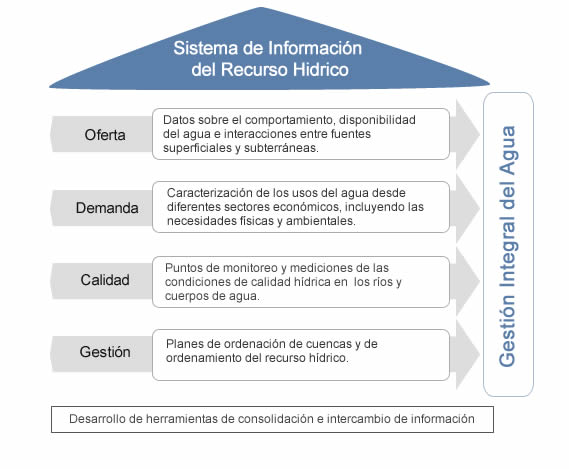 Sistema de Información
del Recurso Hidrico
Oferta
Datos sobre el comportamiento, disponibilidad
del agua e interacciones entre fuentes
superficiales y subterráneas.
Demanda
Caracterización de los usos del agua desde
diferentes sectores económicos, incluyendo las
necesidades físicas y ambientales.
Calidad
Puntos de monitoreo y mediciones de las
condiciones de calidad hídrica en los ríos y
cuerpos de agua.
Gestión
Planes de ordenación de cuencas y de
ordenamiento del recurso hídrico.
Gestión Integral del Agua
Desarrollo de herramientas de consolidación e intercambio de información